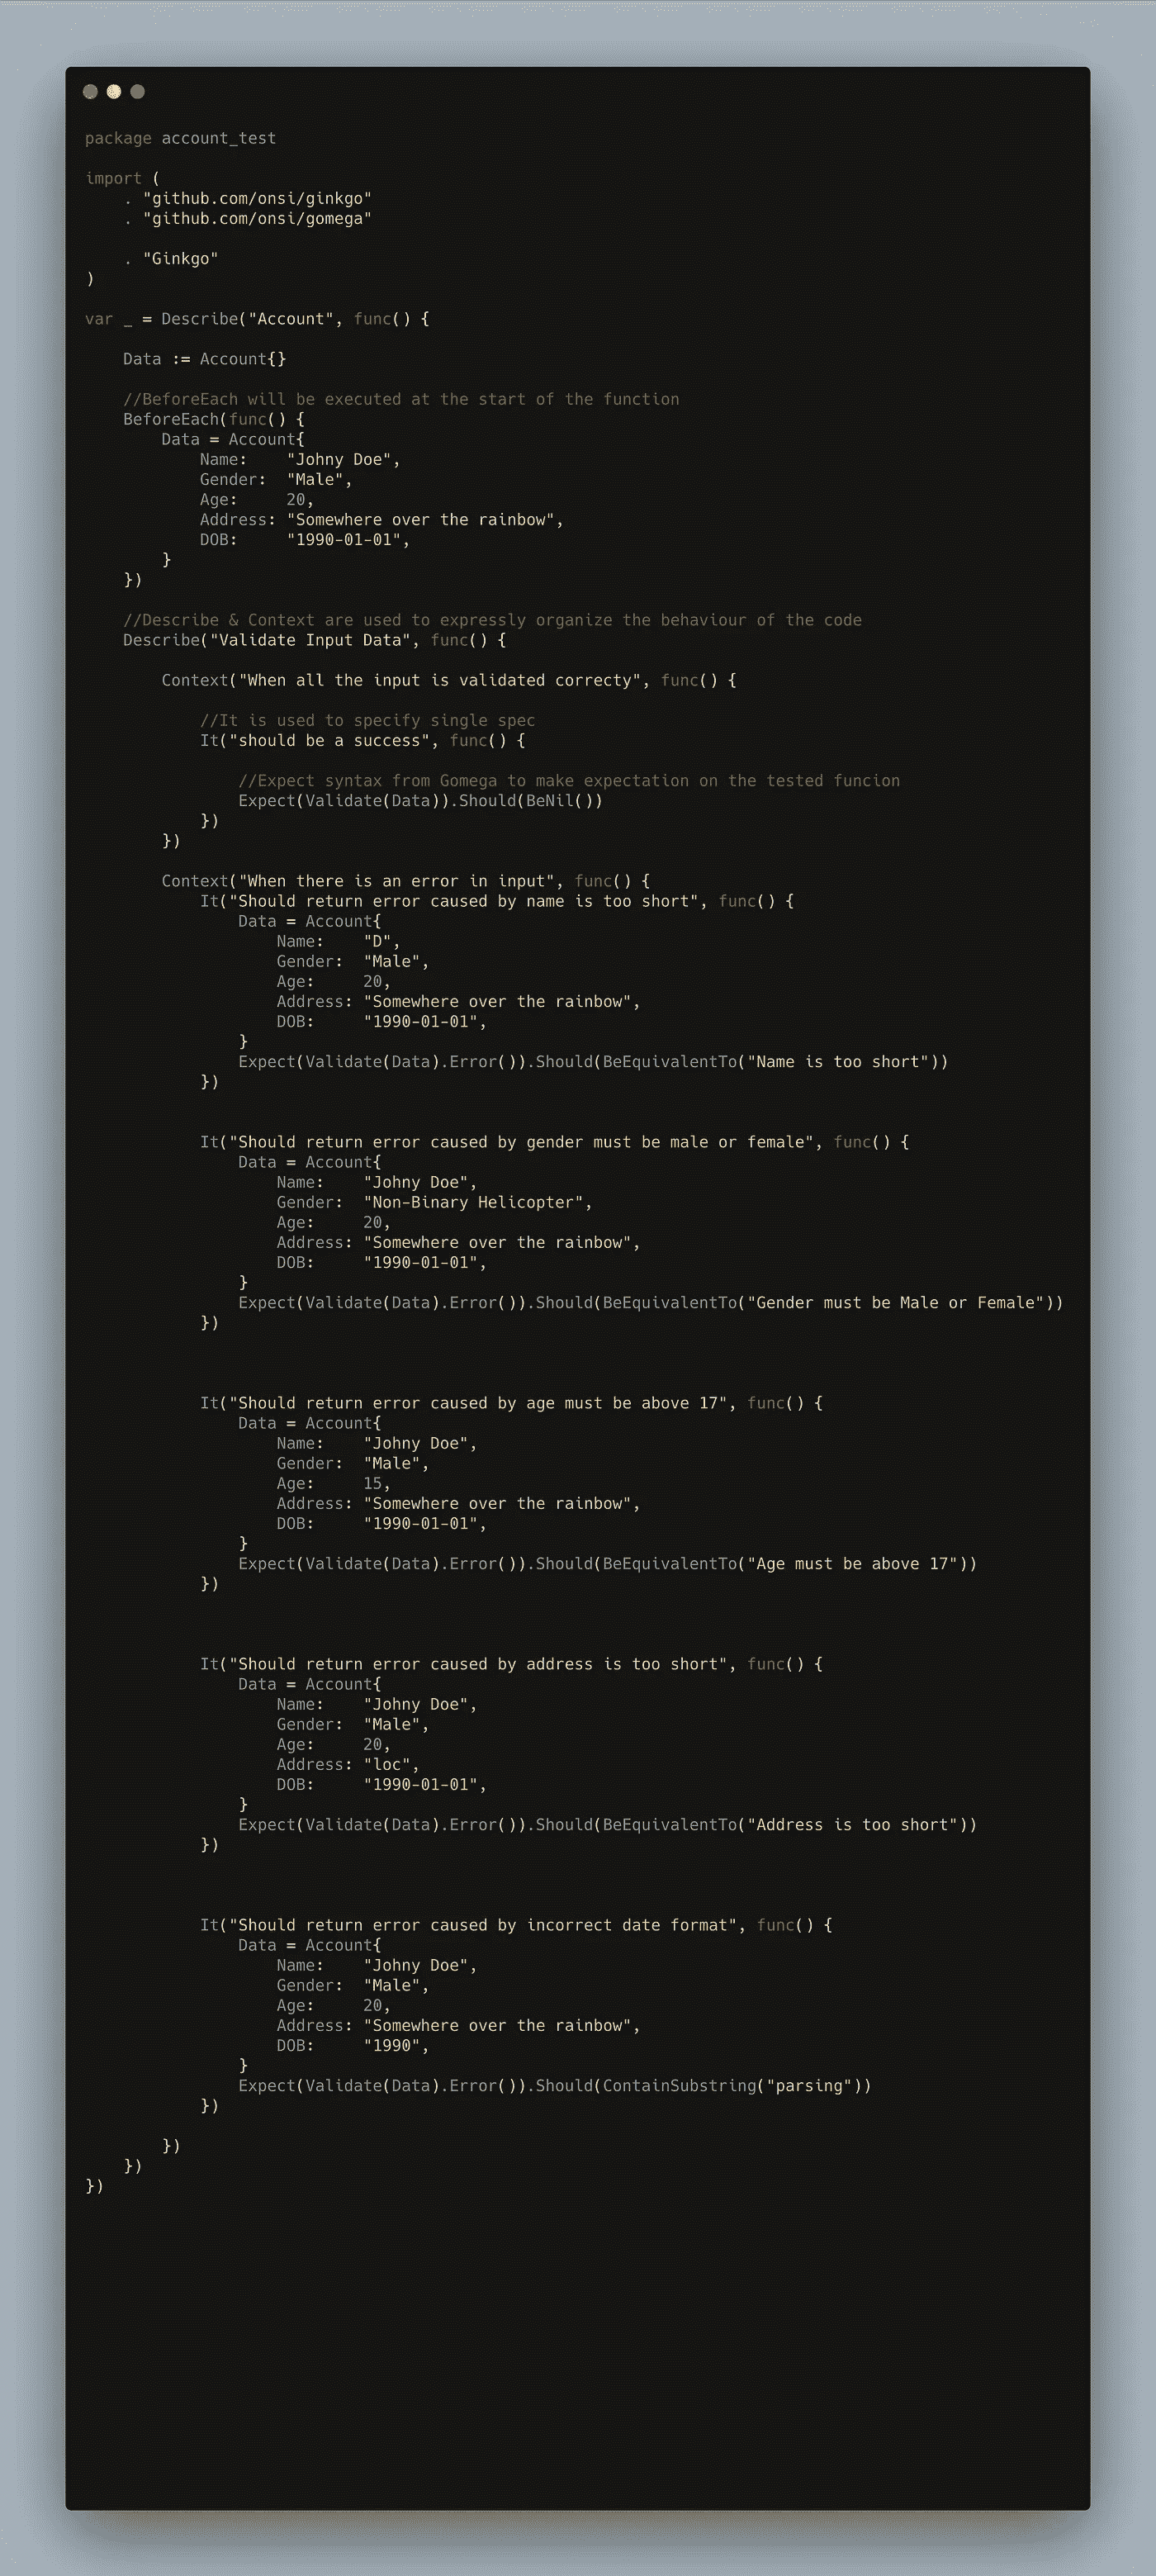 package account_test
import (
    . "github.com/onsi/ginkgo"
    . "github.com/onsi/gomega"
    . "Ginkgo"
)
var _ = Describe("Account", func() {
    Data := Account{}
    //BeforeEach will be executed at the start of the function
    BeforeEach(func() {
        Data = Account{
            Name:    "Johny Doe",
            Gender:  "Male",
            Age:     20,
            Address: "Somewhere over the rainbow",
            DOB:     "1990-01-01",
        }
    })
    //Describe & Context are used to expressly organize the behaviour of the code
    Describe("Validate Input Data", func() {
        Context("When all the input is validated correcty", func() {
            //It is used to specify single spec
            It("should be a success", func() {
                //Expect syntax from Gomega to make expectation on the tested funcion
                Expect(Validate(Data)).Should(BeNil())
            })
        })
        Context("When there is an error in input", func() {
            It("Should return error caused by name is too short", func() {
                Data = Account{
                    Name:    "D",
                    Gender:  "Male",
                    Age:     20,
                    Address: "Somewhere over the rainbow",
                    DOB:     "1990-01-01",
                }
                Expect(Validate(Data).Error()).Should(BeEquivalentTo("Name is too short"))
            })
            It("Should return error caused by gender must be male or female", func() {
                Data = Account{
                    Name:    "Johny Doe",
                    Gender:  "Non-Binary Helicopter",
                    Age:     20,
                    Address: "Somewhere over the rainbow",
                    DOB:     "1990-01-01",
                }
                Expect(Validate(Data).Error()).Should(BeEquivalentTo("Gender must be Male or Female"))
            })
            It("Should return error caused by age must be above 17", func() {
                Data = Account{
                    Name:    "Johny Doe",
                    Gender:  "Male",
                    Age:     15,
                    Address: "Somewhere over the rainbow",
                    DOB:     "1990-01-01",
                }
                Expect(Validate(Data).Error()).Should(BeEquivalentTo("Age must be above 17"))
            })
            It("Should return error caused by address is too short", func() {
                Data = Account{
                    Name:    "Johny Doe",
                    Gender:  "Male",
                    Age:     20,
                    Address: "loc",
                    DOB:     "1990-01-01",
                }
                Expect(Validate(Data).Error()).Should(BeEquivalentTo("Address is too short"))
            })
            It("Should return error caused by incorrect date format", func() {
                Data = Account{
                    Name:    "Johny Doe",
                    Gender:  "Male",
                    Age:     20,
                    Address: "Somewhere over the rainbow",
                    DOB:     "1990",
                }
                Expect(Validate(Data).Error()).Should(ContainSubstring("parsing"))
            })
        })
    })
})